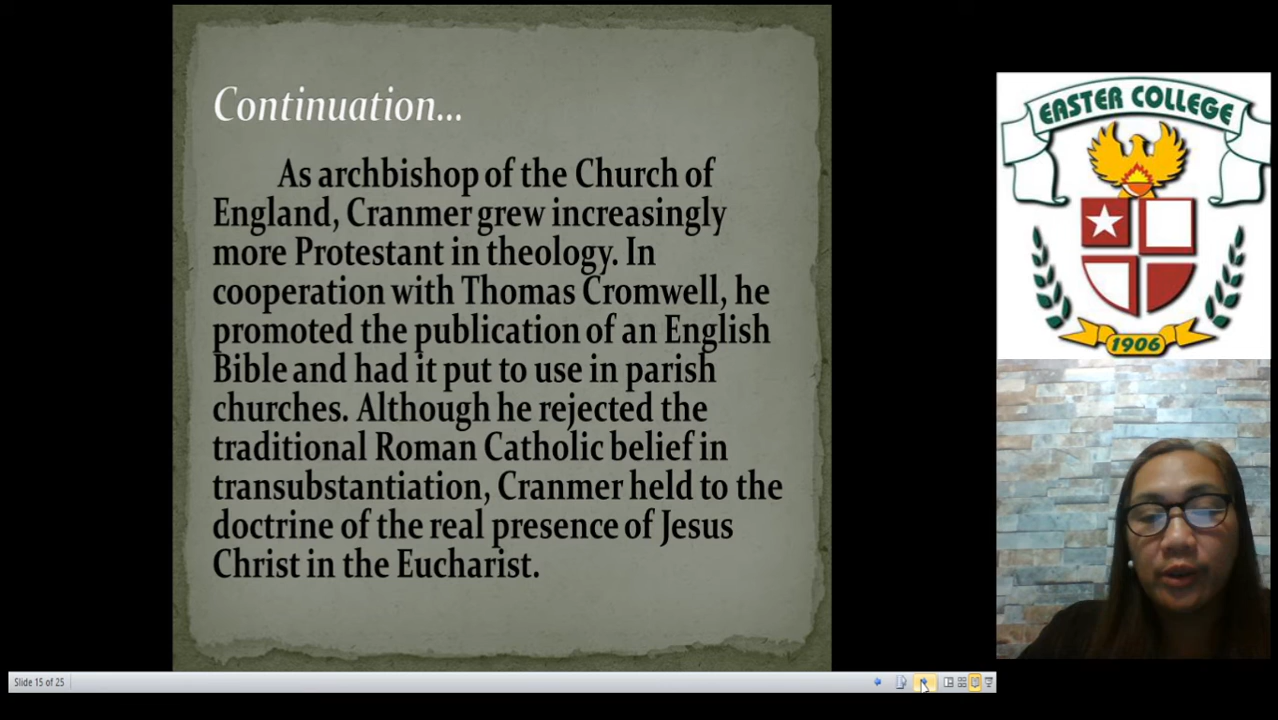 Continuation...
As archbishop of the Church of
England, Cranmer grew increasingly
more Protestant in theology. In
cooperation with Thomas Cromwell, he
promoted the publication of an English
Bible and had it put to use in parish
churches. Although he rejected the
traditional Roman Catholic belief in
transubstantiation, Cranmer held to the
doctrine of the real presence of Jesus
Christ in the Eucharist.
EASTER COLLEGE
1906
Slide 15 of 25